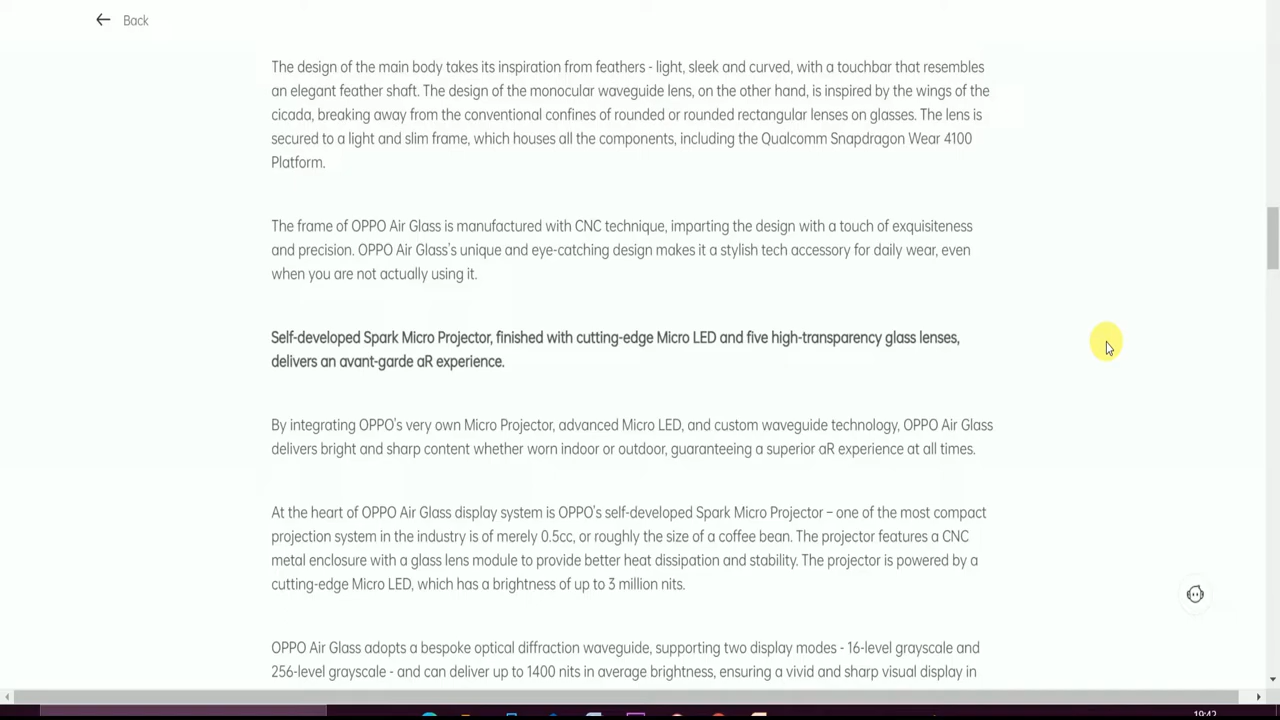 Back
The design of the main body takes its inspiration from feathers - light, sleek and curved, with a touchbar that resembles
an elegant feather shaft. The design of the monocular waveguide lens, on the other hand, is inspired by the wings of the
cicada, breaking away from the conventional confines of rounded or rounded rectangular lenses on glasses. The lens is
secured to a light and slim frame, which houses all the components, including the Qualcomm Snapdragon Wear 4100
Platform.
The frame of OPPO Air Glass is manufactured with CNC technique, imparting the design with a touch of exquisiteness
and precision. OPPO Air Glass's unique and eye-catching design makes it a stylish tech accessory for daily wear, even
when you are not actually using it.
Self-developed Spark Micro Projector, finished with cutting-edge Micro LED and five high-transparency glass lenses,
delivers an avant-garde aR experience.
By integrating OPPO's very own Micro Projector, advanced Micro LED, and custom waveguide technology, OPPO Air Glass
delivers bright and sharp content whether worn indoor or outdoor, guaranteeing a superior aR experience at all times.
At the heart of OPPO Air Glass display system is OPPO's self-developed Spark Micro Projector – one of the most compact
projection system in the industry is of merely 0.5cc, or roughly the size of a coffee bean. The projector features a CNC
metal enclosure with a glass lens module to provide better heat dissipation and stability. The projector is powered by a
cutting-edge Micro LED, which has a brightness of up to 3 million nits.
OPPO Air Glass adopts a bespoke optical diffraction waveguide, supporting two display modes - 16-level grayscale and
256-level grayscale - and can deliver up to 1400 nits in average brightness, ensuring a vivid and sharp visual display in
19:42